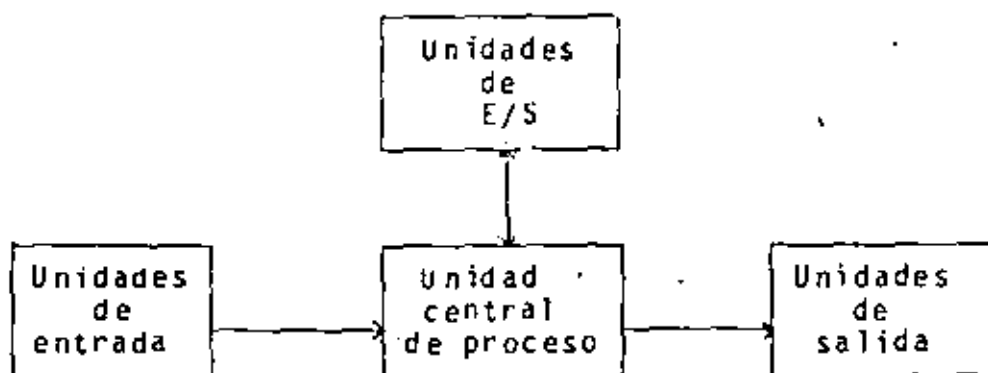 Unidades
de
E/S
Unidades
de
entrada
Unidad
central
de proceso
Unidades
de
salida